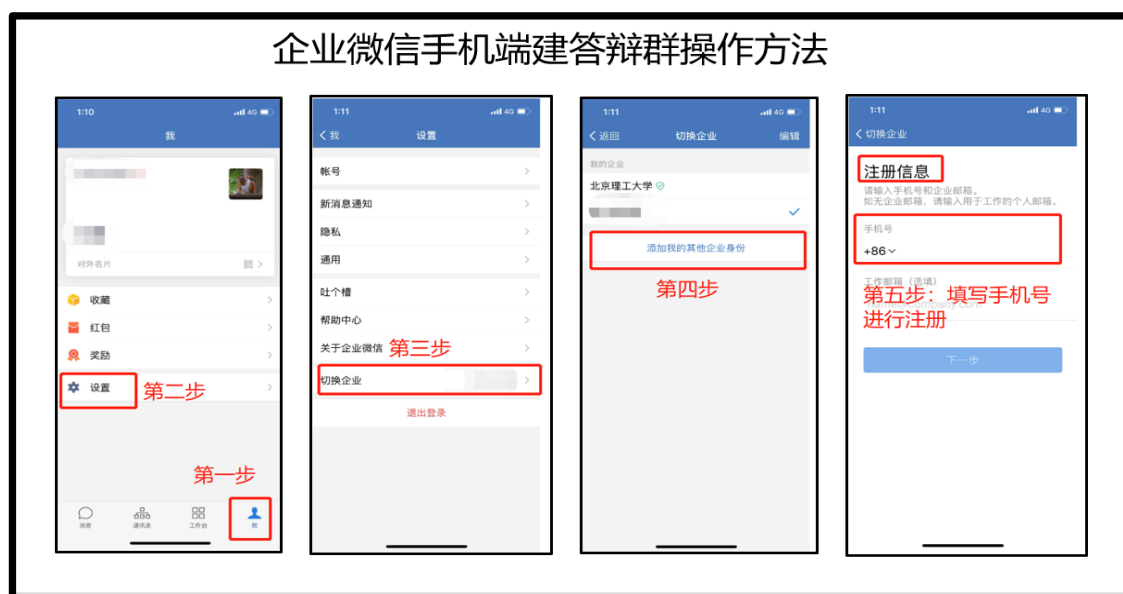 企业微信手机端建答辩群操作方法
1:10
4G
我
对外名片
收藏
红包
奖励
设置
第二步
第一步
消息
通讯录
工作台
我
1:11
4G
我
设置
帐号
新消息通知
隐私
通用
吐个槽
帮助中心
关于企业微信
第三步
切换企业
退出登录
1:11
4G
返回
切换企业
编辑
我的企业
北京理工大学
添加我的其他企业身份
第四步
1:11
4G
切换企业
注册信息
请输入手机号和企业邮箱。
如无企业邮箱，请输入用于工作的个人邮箱。
手机号
+86
工作邮箱（选填）
第五步：填写手机号
进行注册
下一步